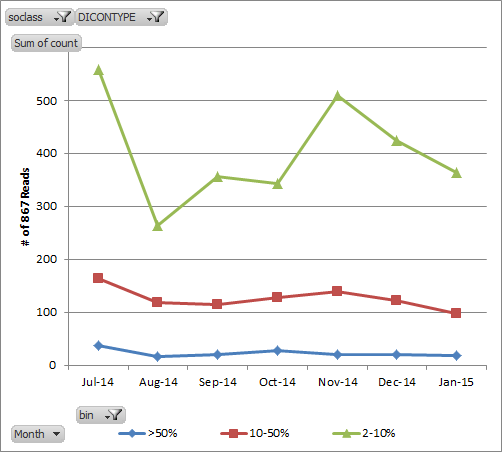 soclass DICONTYPE
Sum of count
500
400
300
200
100
0
# of 867 Reads
Jul-14 Aug-14 Sep-14 Oct-14 Nov-14 Dec-14 Jan-15
bin
Month >50% 10-50% 2-10%